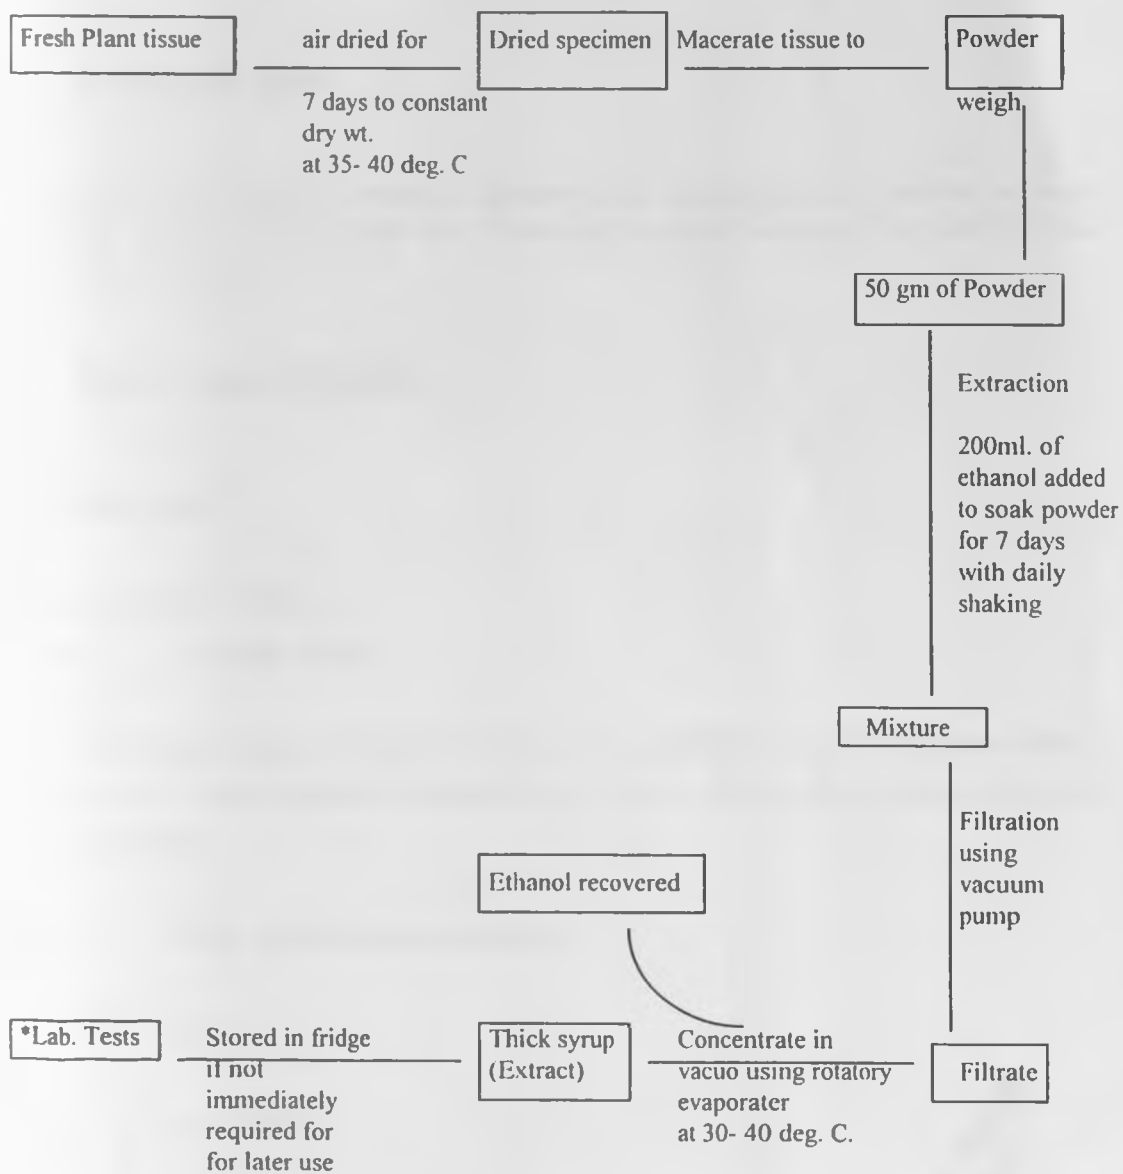 Fresh Plant tissue
air dried for
7 days to constant
dry wt.
at 35- 40 deg. C
Dried specimen
Macerate tissue to
Powder
weigh
50 gm of Powder
Extraction
200ml. of
ethanol added
to soak powder
for 7 days
with daily
shaking
Mixture
Filtration
using
vacuum
pump
Filtrate
Concentrate in
vacuo using rotatory
evaporater
at 30- 40 deg. C.
Ethanol recovered
Thick syrup
(Extract)
Stored in fridge
if not
immediately
required for
for later use
*Lab. Tests